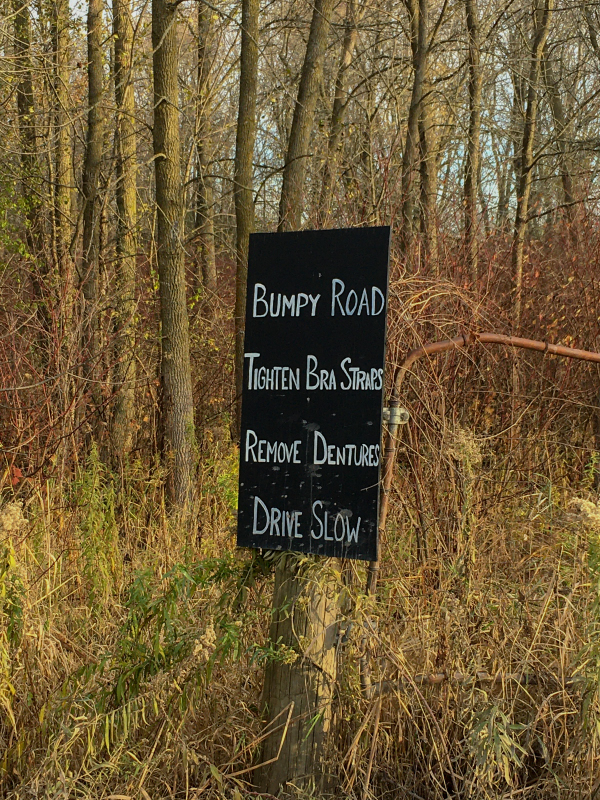 BUMPY ROAD
TIGHTEN BRA STRAPS
REMOVE DENTURES
DRIVE SLOW